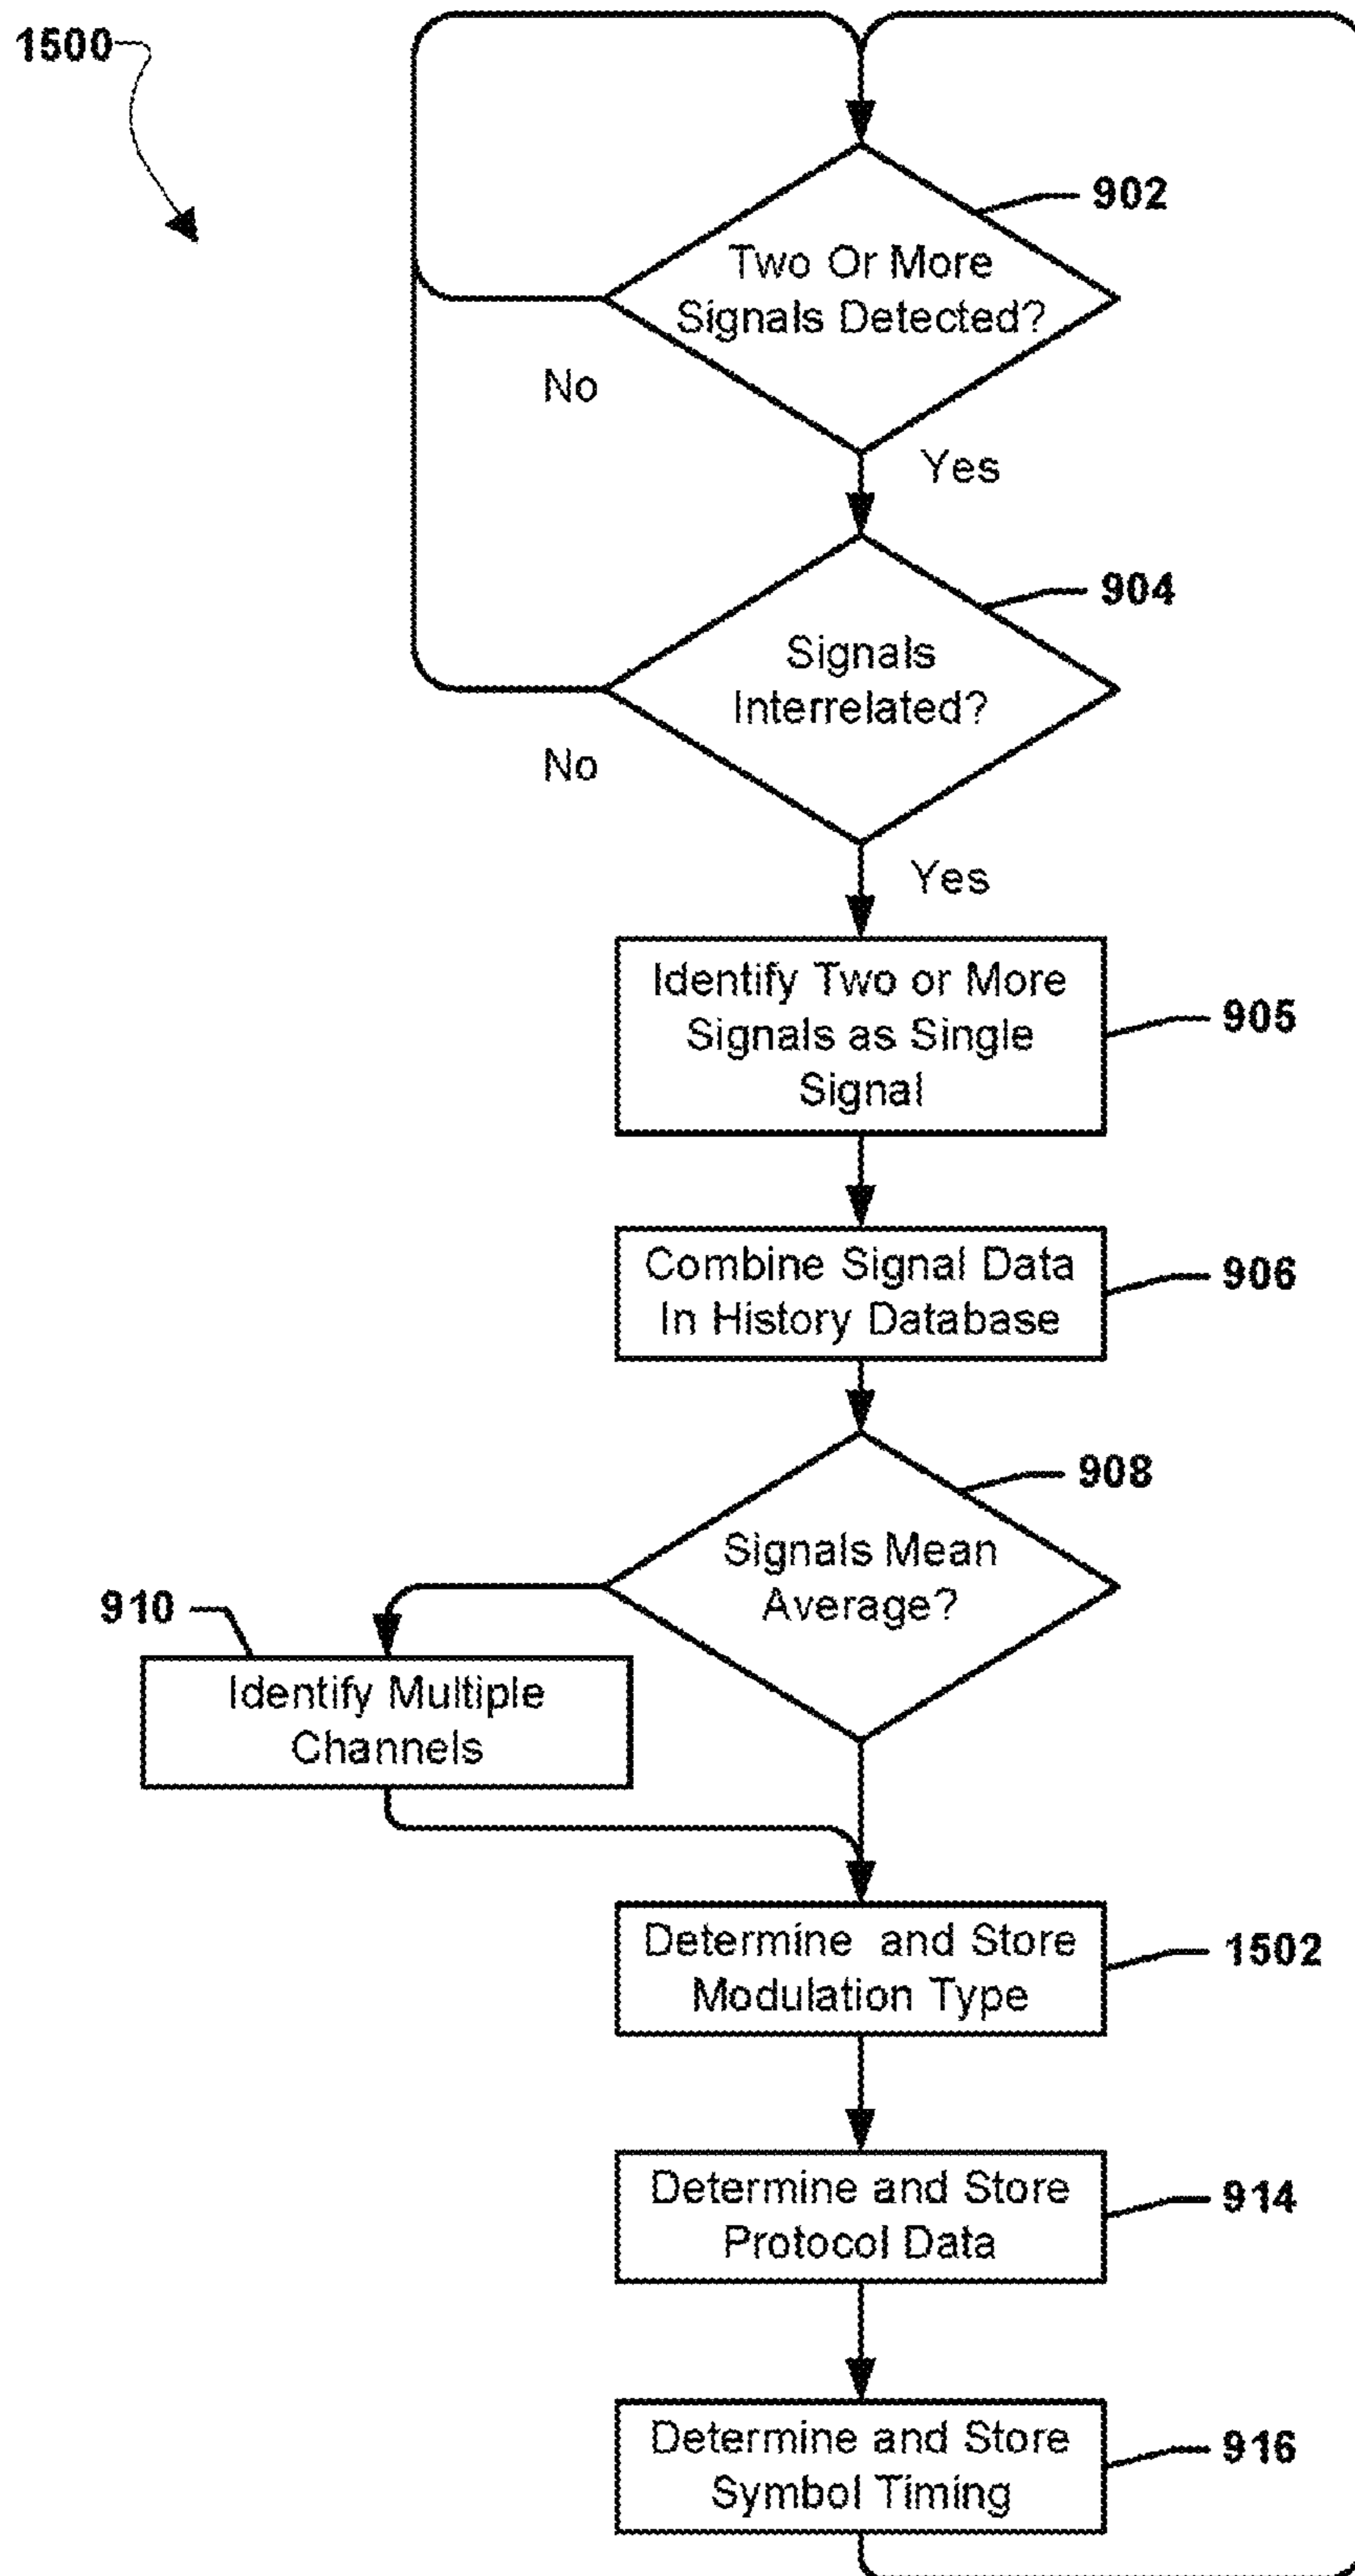 1500
902
Two Or More
Signals Detected?
No
Yes
904
Signals
Interrelated?
No
Yes
Identify Two or More
Signals as Single
Signal
905
Combine Signal Data
In History Database
906
908
Signals Mean
Average?
910
Identify Multiple
Channels
Determine and Store
Modulation Type
1502
Determine and Store
Protocol Data
914
Determine and Store
Symbol Timing
916